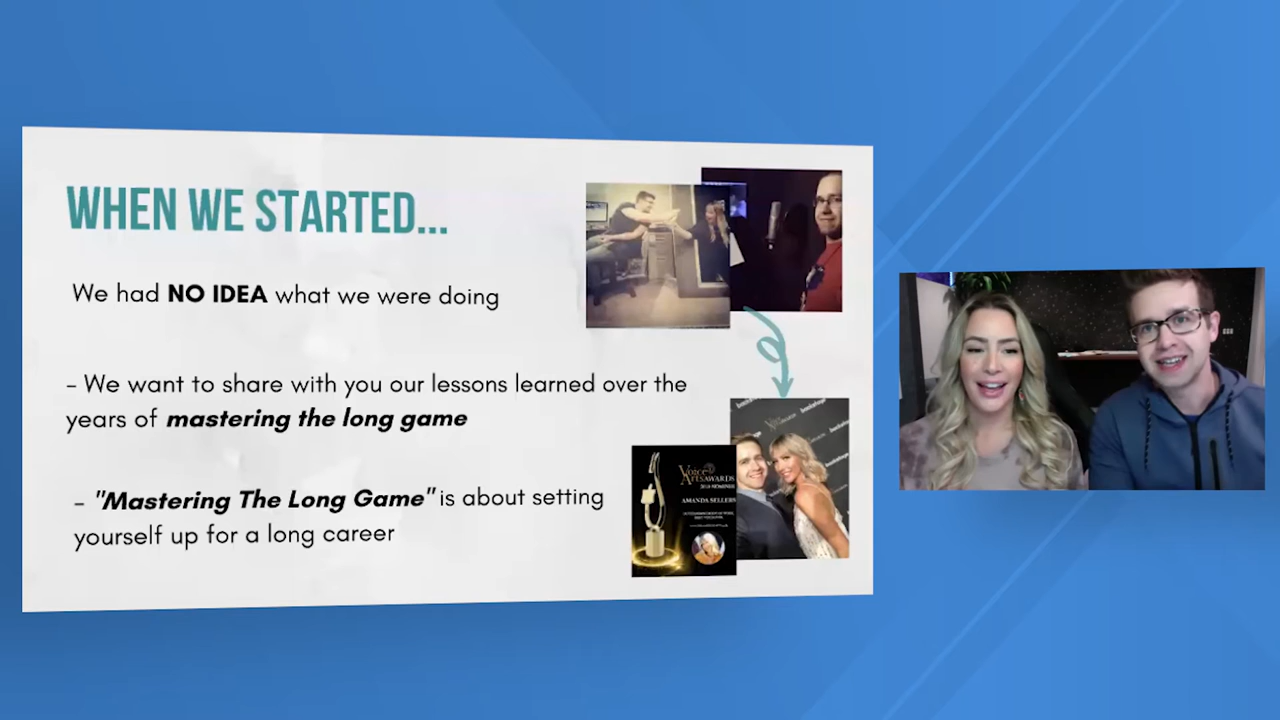 WHEN WE STARTED...
We had NO IDEA what we were doing
- We want to share with you our lessons learned over the
years of mastering the long game
- "Mastering The Long Game" is about setting
yourself up for a long career
backstage
Voice
Arts AWARDS
AMANDA SELLERS